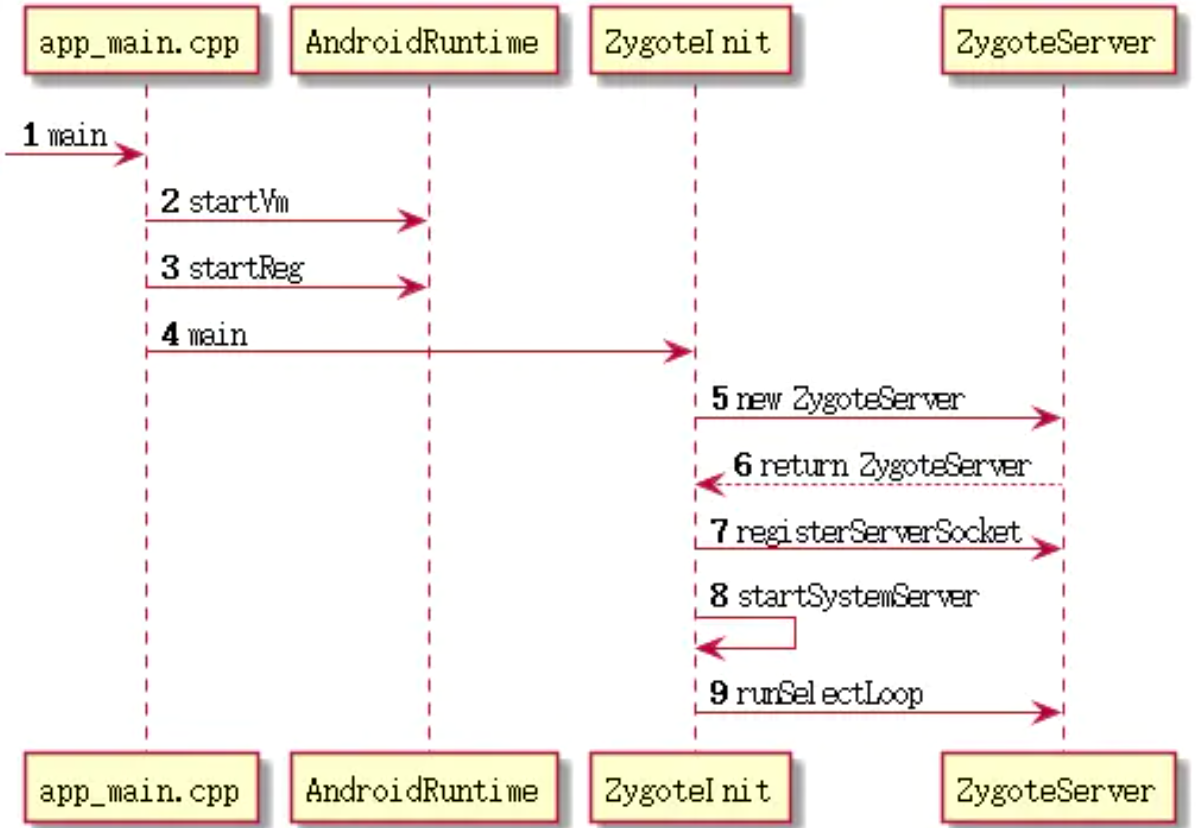 app_main.cpp AndroidRuntime ZygoteInit ZygoteServer
1 main
2 startVm
3 startReg
4 main
5 new ZygoteServer
6 return ZygoteServer
7 registerServerSocket
8 startSystemServer
9 runSelectLoop
app_main.cpp AndroidRuntime ZygoteInit ZygoteServer